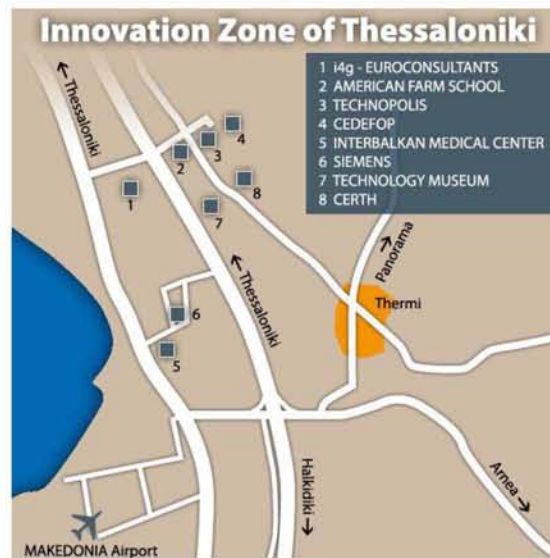 Innovation Zone of Thessaloniki
1 i4g - EUROCONSULTANTS
2 AMERICAN FARM SCHOOL
3 TECHNOPOLIS
4 CEDEFOP
5 INTERBALKAN MEDICAL CENTER
6 SIEMENS
7 TECHNOLOGY MUSEUM
8 CERTH
← Thessaloniki
4
3
2
1
8
7
← Thessaloniki
Panorama →
Thermi
6
5
Halkidiki →
Arnea →
MAKEDONIA Airport